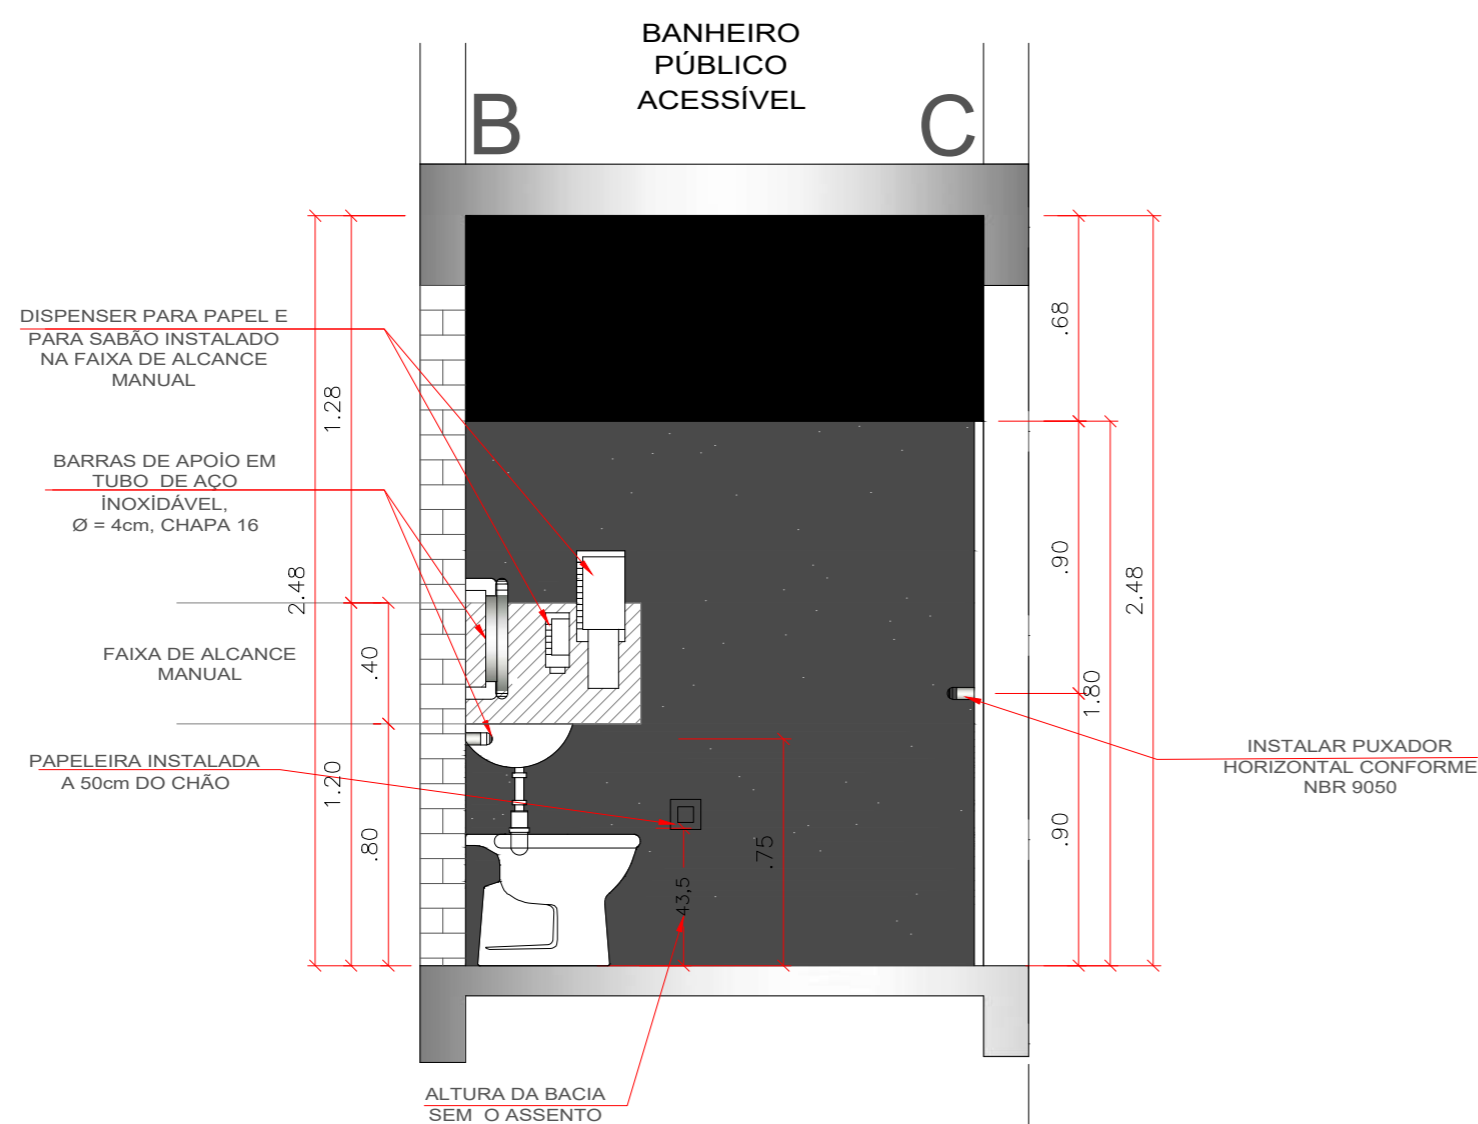 BANHEIRO
PÚBLICO
ACESSÍVEL
B
C
DISPENSER PARA PAPEL E
PARA SABÃO INSTALADO
NA FAIXA DE ALCANCE
MANUAL
BARRAS DE APOİO EM
TUBO DE AÇO
İNOXİDÁVEL,
Ø = 4cm, CHAPA 16
FAIXA DE ALCANCE
MANUAL
PAPELEIRA INSTALADA
A 50cm DO CHÃO
2.48
1.28
1.20
.40
.80
43,5
.75
.68
.90
.90
1.80
2.48
INSTALAR PUXADOR
HORIZONTAL CONFORME
NBR 9050
ALTURA DA BACIA
SEM O ASSENTO